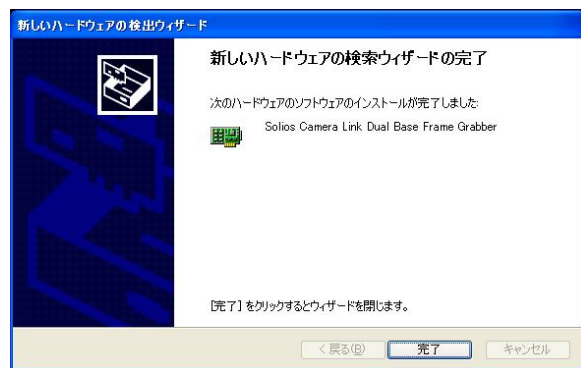 新しいハードウェアの検出ウィザード
新しいハードウェアの検索ウィザードの完了
次のハードウェアのソフトウェアのインストールが完了しました:
Solios Camera Link Dual Base Frame Grabber
[完了] をクリックするとウィザードを閉じます。
< 戻る(B)
完了
キャンセル